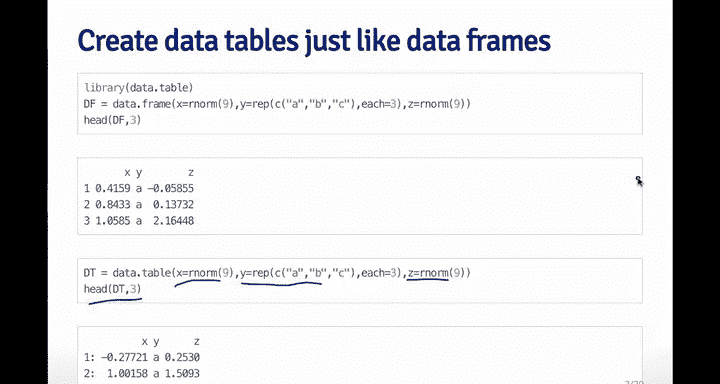 Create data tables just like data frames
library(data.table)
DF = data.frame(x=rnorm(9),y=rep(c("a","b","c"),each=3),z=rnorm(9))
head(DF,3)
x y z
1 0.4159 a -0.05855
2 0.8433 a 0.13732
3 1.0585 a 2.16448
DT = data.table(x=rnorm(9),y=rep(c("a","b","c"),each=3),z=rnorm(9))
head(DT,3)
x y z
1: -0.27721 a 0.2530
2: 1.00158 a 1.5093